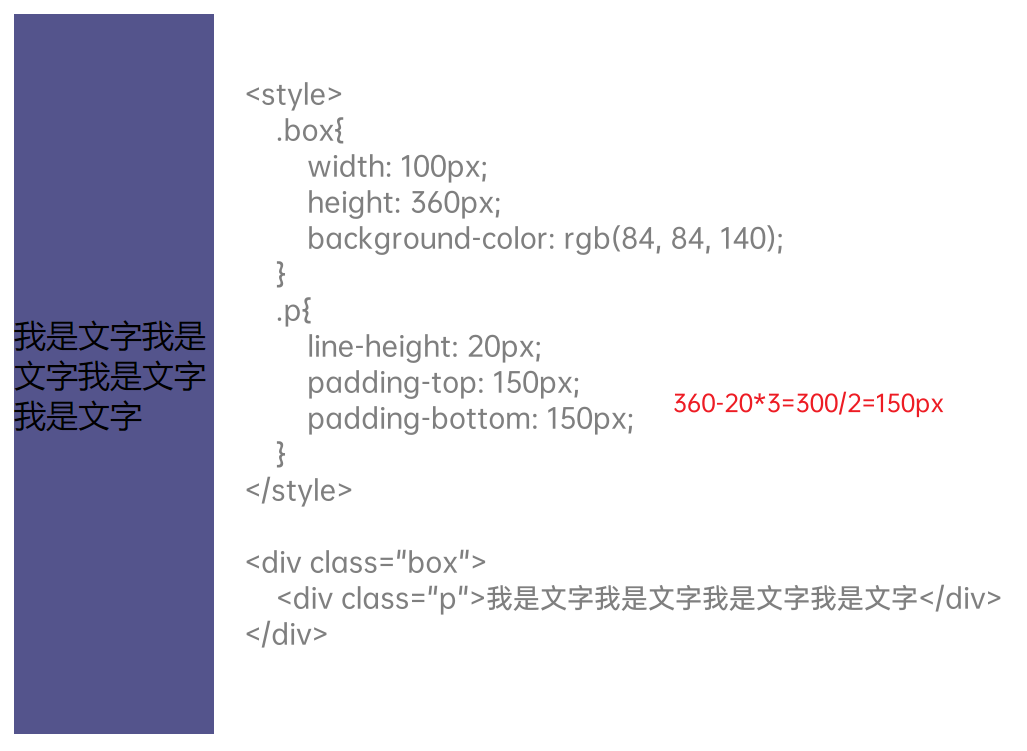 我是文字我是
文字我是文字
我是文字
<style>
.box{
width: 100px;
height: 360px;
background-color: rgb(84, 84, 140);
}
.p{
line-height: 20px;
padding-top: 150px;
padding-bottom: 150px;
}
</style>
360-20*3=300/2=150px
<div class="box">
<div class="p">我是文字我是文字我是文字我是文字</div>
</div>